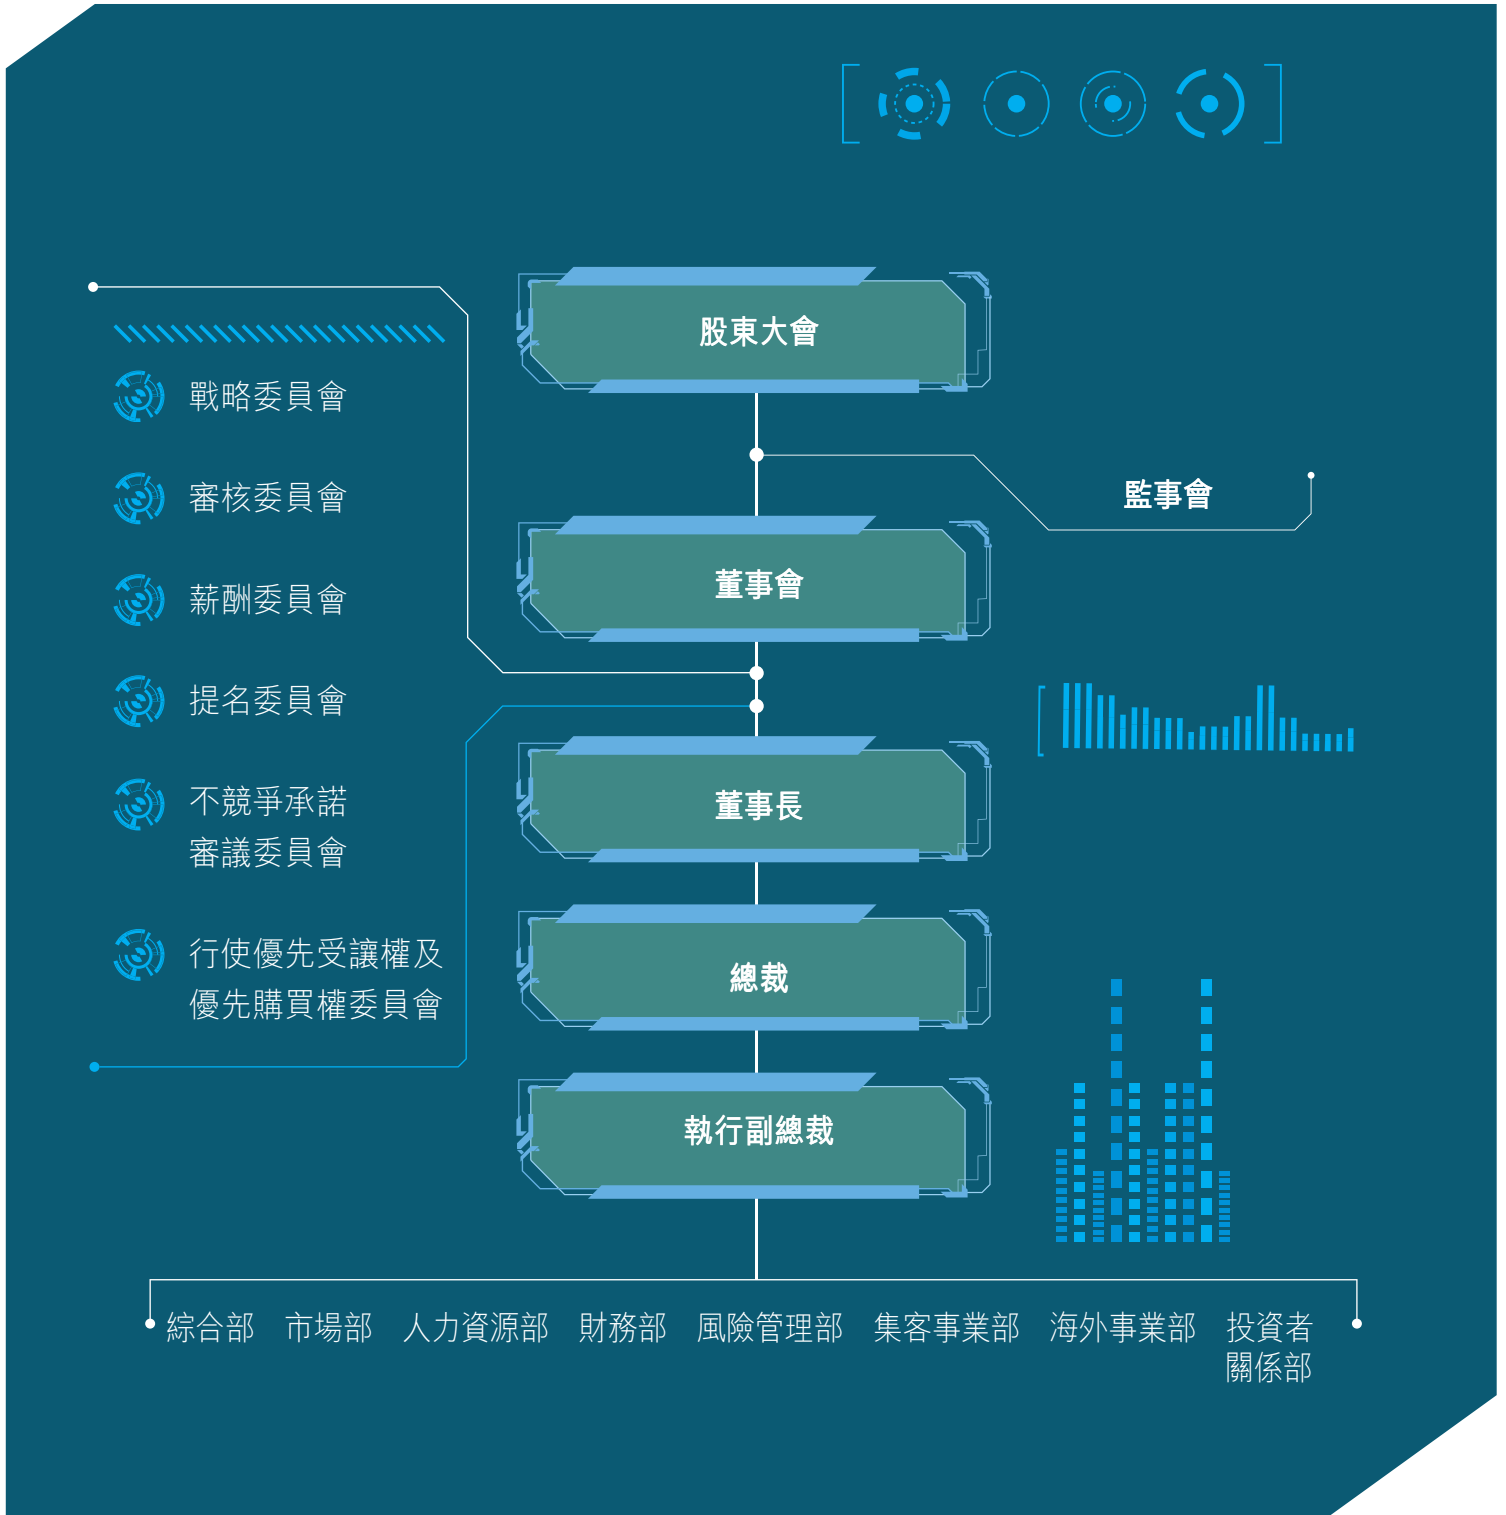 股東大會
監事會
董事會
董事長
總裁
執行副總裁
戰略委員會
審核委員會
薪酬委員會
提名委員會
不競爭承諾
審議委員會
行使優先受讓權及
優先購買權委員會
綜合部
市場部
人力資源部
財務部
風險管理部
集客事業部
海外事業部
投資者
關係部